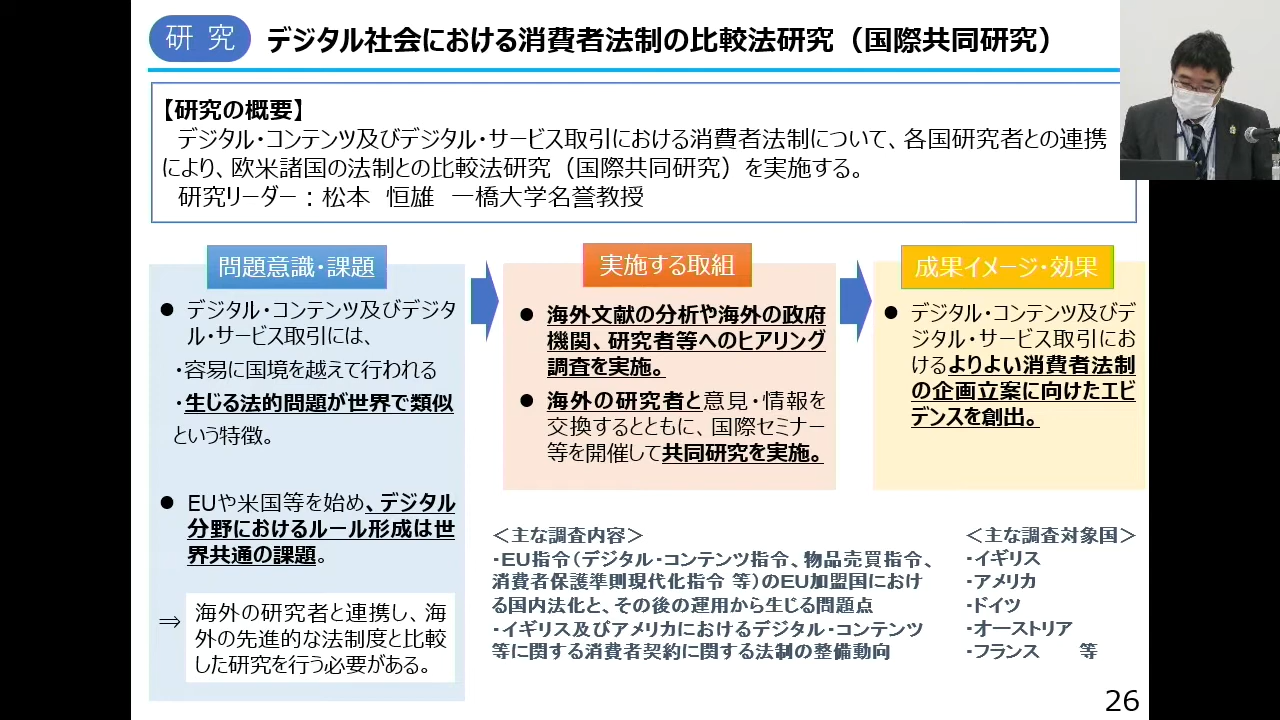 研 究
デジタル社会における消費者法制の比較法研究（国際共同研究）
【研究の概要】
デジタル・コンテンツ及びデジタル・サービス取引における消費者法制について、各国研究者との連携
により、欧米諸国の法制との比較法研究（国際共同研究）を実施する。
研究リーダー：松本 恒雄 一橋大学名誉教授
問題意識・課題
● デジタル・コンテンツ及びデジタ
ル・サービス取引には、
・容易に国境を越えて行われる
・生じる法的問題が世界で類似
という特徴。
● EUや米国等を始め、デジタル
分野におけるルール形成は世
界共通の課題。
⇒ 海外の研究者と連携し、海
外の先進的な法制度と比較
した研究を行う必要がある。
実施する取組
● 海外文献の分析や海外の政府
機関、研究者等へのヒアリング
調査を実施。
● 海外の研究者と意見・情報を
交換するとともに、国際セミナー
等を開催して共同研究を実施。
成果イメージ・効果
● デジタル・コンテンツ及びデ
ジタル・サービス取引にお
けるよりよい消費者法制
の企画立案に向けたエビ
デンスを創出。
＜主な調査内容＞
・EU指令（デジタル・コンテンツ指令、物品売買指令、
消費者保護準則現代化指令 等）のEU加盟国におけ
る国内法化と、その後の運用から生じる問題点
・イギリス及びアメリカにおけるデジタル・コンテンツ
等に関する消費者契約に関する法制の整備動向
＜主な調査対象国＞
・イギリス
・アメリカ
・ドイツ
・オーストリア
・フランス 等
26